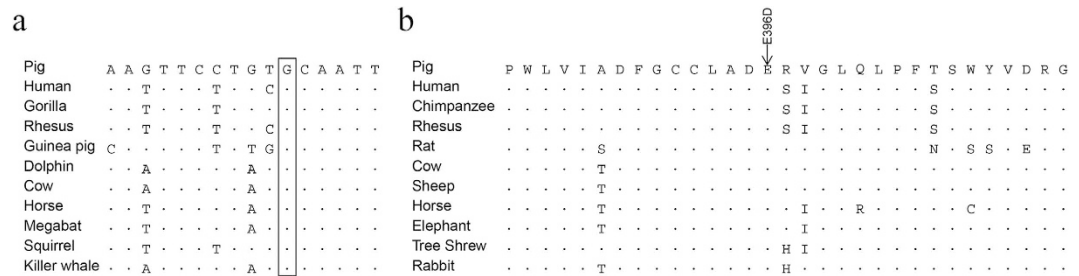 a
Pig A A G T T C C T G T G C A A T T
Human . . T . . . T . . C . . . . . .
Gorilla . . T . . . T . . . . . . . . .
Rhesus . . T . . . T . . C . . . . . .
Guinea pig C . . . . . T . T G . . . . . .
Dolphin . . A . . . . . A . . . . . . .
Cow . . A . . . . . A . . . . . . .
Horse . . T . . . . . A . . . . . . .
Megabat . . T . . . . . A . . . . . . .
Squirrel . . T . . . T . . . . . . . . .
Killer whale . . A . . . . . A . . . . . . .
b
E396D
Pig P W L V I A D F G C C L A D E R V G L Q L P F T S W Y V D R G
Human . . . . . . . . . . . . . . . S I . . . . . . S . . . . . . .
Chimpanzee . . . . . . . . . . . . . . . S I . . . . . . S . . . . . . .
Rhesus . . . . . . . . . . . . . . . S I . . . . . . S . . . . . . .
Rat . . . . . S . . . . . . . . . . . . . . . . . N . S S . E . .
Cow . . . . . T . . . . . . . . . . . . . . . . . . . . . . . . .
Sheep . . . . . . . . . . . . . . . . . . . . . . . . . . . . . . .
Horse . . . . . T . . . . . . . . . . I . . R . . . . . C . . . . .
Elephant . . . . . T . . . . . . . . . . I . . . . . . . . . . . . . .
Tree Shrew . . . . . . . . . . . . . . . H I . . . . . . . . . . . . . .
Rabbit . . . . . T . . . . . . . . . H . . . . . . . . . . . . . . .